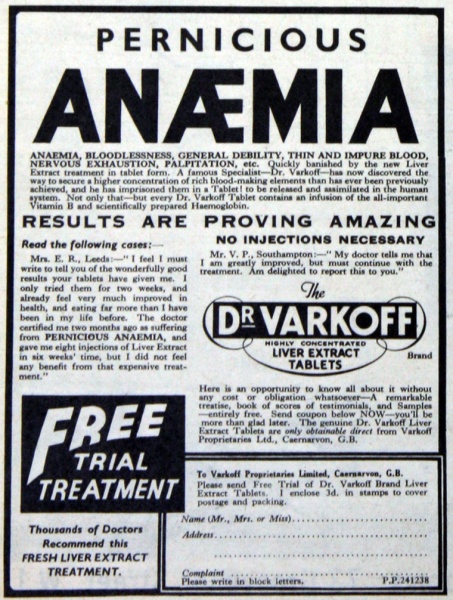 PERNICIOUS
ANÆMIA
ANAEMIA, BLOODLESSNESS, GENERAL DEBILITY, THIN AND IMPURE BLOOD,
NERVOUS EXHAUSTION, PALPITATION, etc. Quickly banished by the new Liver
Extract treatment in tablet form. A famous Specialist—Dr. Varkoff—has now discovered the
way to secure a higher concentration of rich blood-making elements than has ever been previously
achieved, and he has imprisoned them in a Tablet! to be released and assimilated in the human
system. Not only that—but every Dr. Varkoff Tablet contains an infusion of the all-important
Vitamin B and scientifically prepared Haemoglobin.
RESULTS ARE PROVING AMAZING
NO INJECTIONS NECESSARY
Read the following cases:—
Mrs. E. R., Leeds:—" I feel I must
write to tell you of the wonderfully good
results your tablets have given me. I
only tried them for two weeks, and
already feel very much improved in
health, and eating far more than I have
been in my life before. The doctor
certified me two months ago as suffering
from PERNICIOUS ANAEMIA, and
gave me eight injections of Liver Extract
in six weeks' time, but I did not feel
any benefit from that expensive treat-
ment."
Mr. V. P., Southampton:—" My doctor tells me that
I am greatly improved, but must continue with the
treatment. Am delighted to report this to you."
The
DR VARKOFF
HIGHLY CONCENTRATED
LIVER EXTRACT
TABLETS
Brand
Here is an opportunity to know all about it without
any cost or obligation whatsoever—A remarkable
treatise, book of scores of testimonials, and Samples
—entirely free. Send coupon below NOW—you'll be
more than glad later. The genuine Dr. Varkoff Liver
Extract Tablets are only obtainable direct from Varkoff
Proprietaries Ltd., Caernarvon, G.B.
FREE
TRIAL
TREATMENT
Thousands of Doctors
Recommend this
FRESH LIVER EXTRACT
TREATMENT.
To Varkoff Proprietaries Limited, Caernarvon, G.B.
Please send Free Trial of Dr. Varkoff Brand Liver
Extract Tablets. I enclose 3d. in stamps to cover
postage and packing.
Name (Mr., Mrs. or Miss)
Address
Complaint
Please write in block letters. P.P.241238